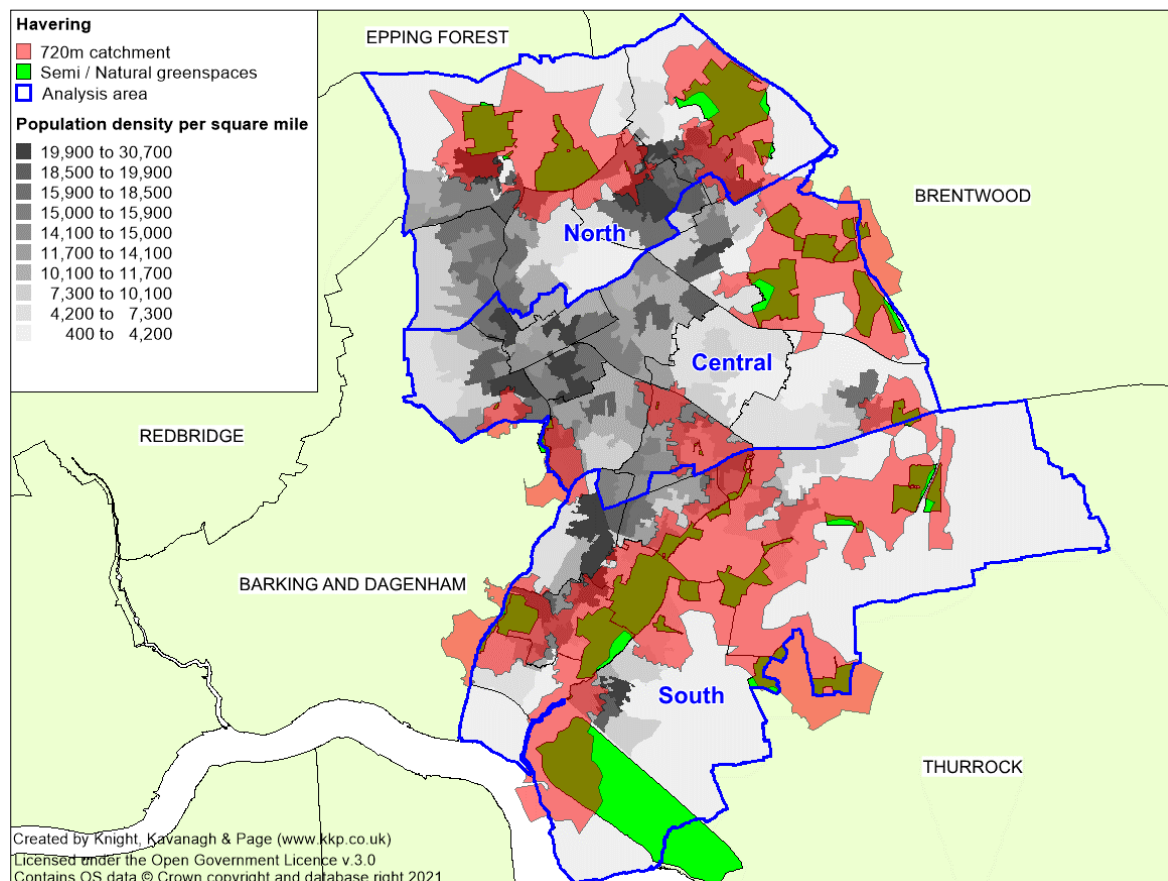 Havering
720m catchment
Semi / Natural greenspaces
Analysis area
Population density per square mile
19,900 to 30,700
18,500 to 19,900
15,900 to 18,500
15,000 to 15,900
14,100 to 15,000
11,700 to 14,100
10,100 to 11,700
7,300 to 10,100
4,200 to 7,300
400 to 4,200
EPPING FOREST
BRENTWOOD
North
Central
REDBRIDGE
BARKING AND DAGENHAM
South
THURROCK
Created by Knight, Kavanagh & Page (www.kkp.co.uk)
Licensed under the Open Government Licence v.3.0
Contains OS data © Crown copyright and database right 2021